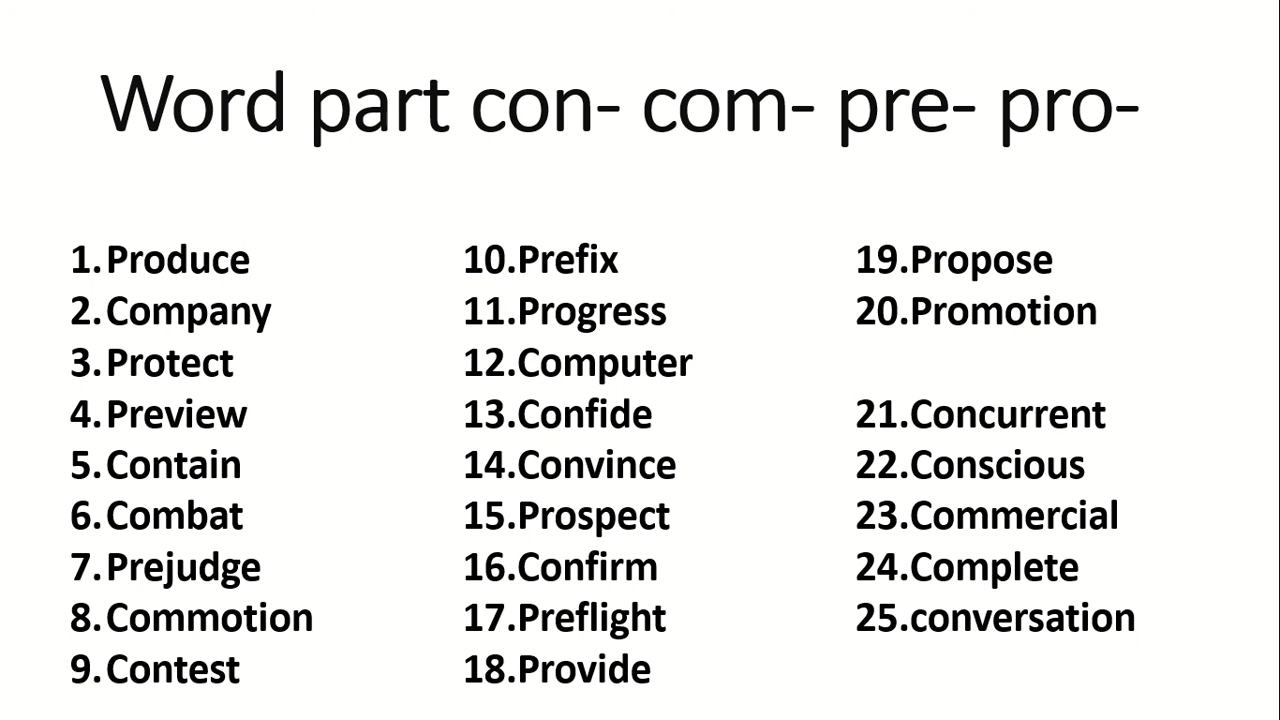 Word part con- com- pre- pro-
1.Produce
2.Company
3.Protect
4.Preview
5.Contain
6.Combat
7.Prejudge
8.Commotion
9.Contest
10.Prefix
11.Progress
12.Computer
13.Confide
14.Convince
15.Prospect
16.Confirm
17.Preflight
18.Provide
19.Propose
20.Promotion
21.Concurrent
22.Conscious
23.Commercial
24.Complete
25.conversation